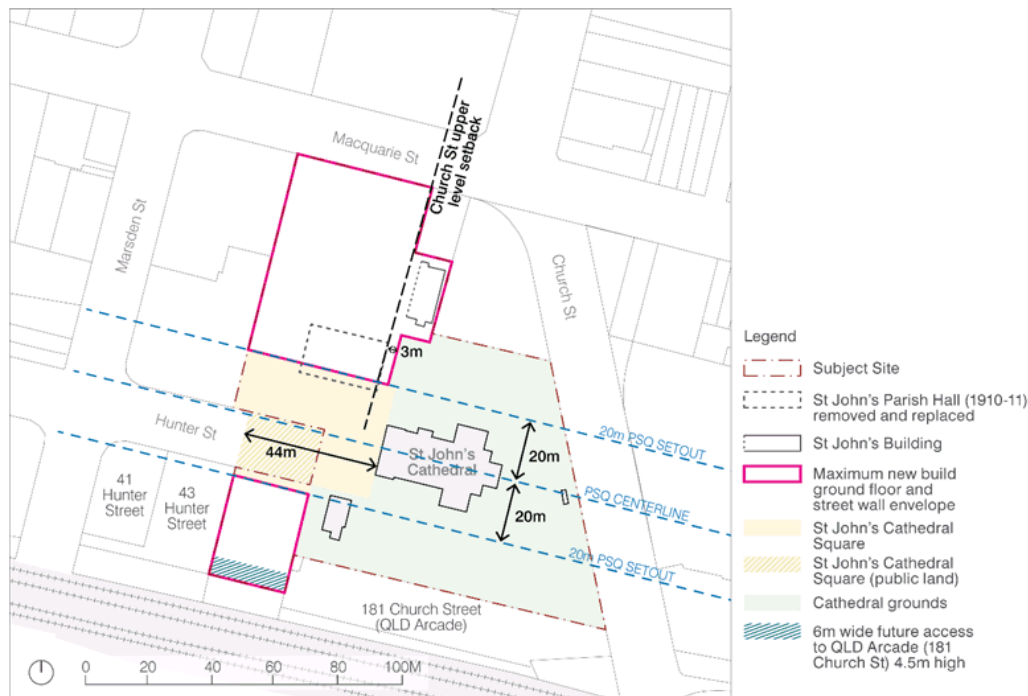 Macquarie St
Church St upper
level setback
Marsden St
Church St
3m
Hunter St
44m
St John's
Cathedral
20m
20m
20m PSQ SETOUT
PSQ CENTERLINE
20m PSQ SETOUT
41
Hunter
Street
43
Hunter
Street
181 Church Street
(QLD Arcade)
0 20 40 60 80 100M
Legend
Subject Site
St John's Parish Hall (1910-11)
removed and replaced
St John's Building
Maximum new build
ground floor and
street wall envelope
St John's Cathedral
Square
St John's Cathedral
Square (public land)
Cathedral grounds
6m wide future access
to QLD Arcade (181
Church St) 4.5m high